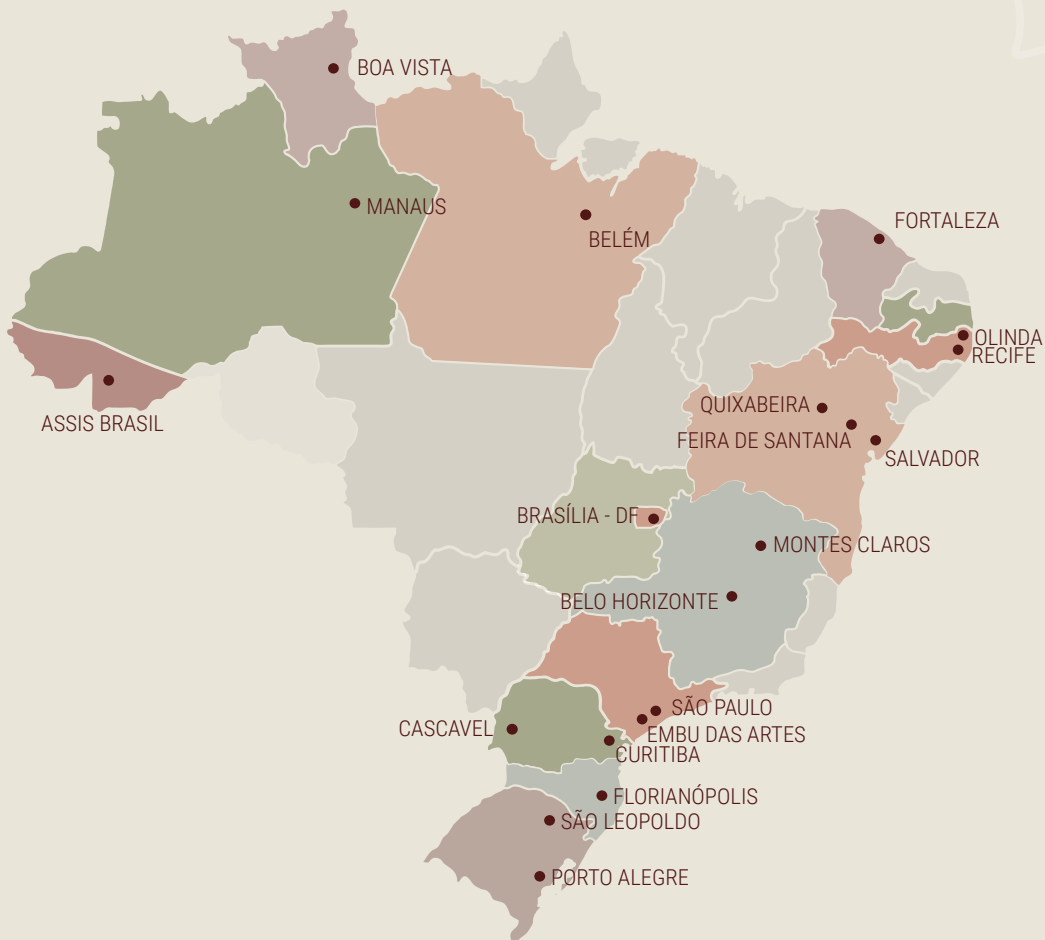 BOA VISTA
MANAUS
FORTALEZA
BELÉM
OLINDA
RECIFE
QUIXABEIRA
ASSIS BRASIL
FEIRA DE SANTANA
SALVADOR
BRASÍLIA - DF
MONTES CLAROS
BELO HORIZONTE
SÃO PAULO
CASCAVEL
EMBU DAS ARTES
CURITIBA
FLORIANÓPOLIS
SÃO LEOPOLDO
PORTO ALEGRE